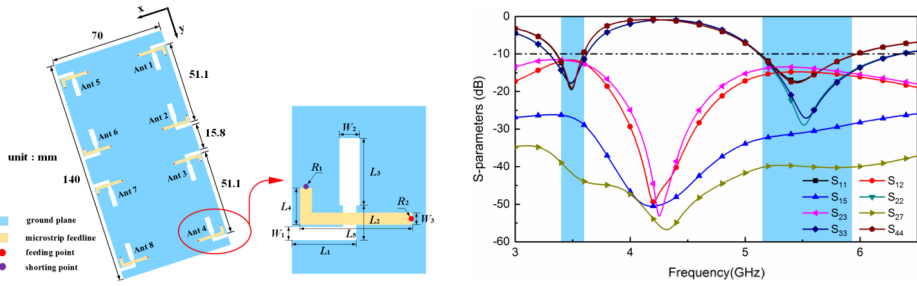 x
y
70
Ant 1
Ant 5
51.1
Ant 2
Ant 6
15.8
unit : mm
Ant 3
140
Ant 7
51.1
Ant 4
Ant 8
ground plane
microstrip feedline
feeding point
shorting point
W2
R1
L3
L4
L2
R2
W3
W1
L5
L1
S-parameters (dB)
0
-10
-20
-30
-40
-50
-60
3
4
5
6
Frequency(GHz)
S11
S12
S15
S22
S23
S27
S33
S44